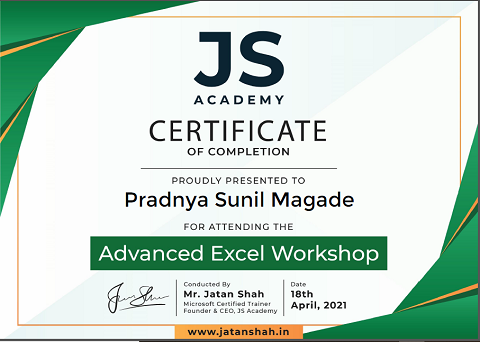 JS
ACADEMY
CERTIFICATE
OF COMPLETION
PROUDLY PRESENTED TO
Pradnya Sunil Magade
FOR ATTENDING THE
Advanced Excel Workshop
Conducted By
Mr. Jatan Shah
Microsoft Certified Trainer
Founder & CEO, JS Academy
Date
18th
April, 2021
www.jatanshah.in